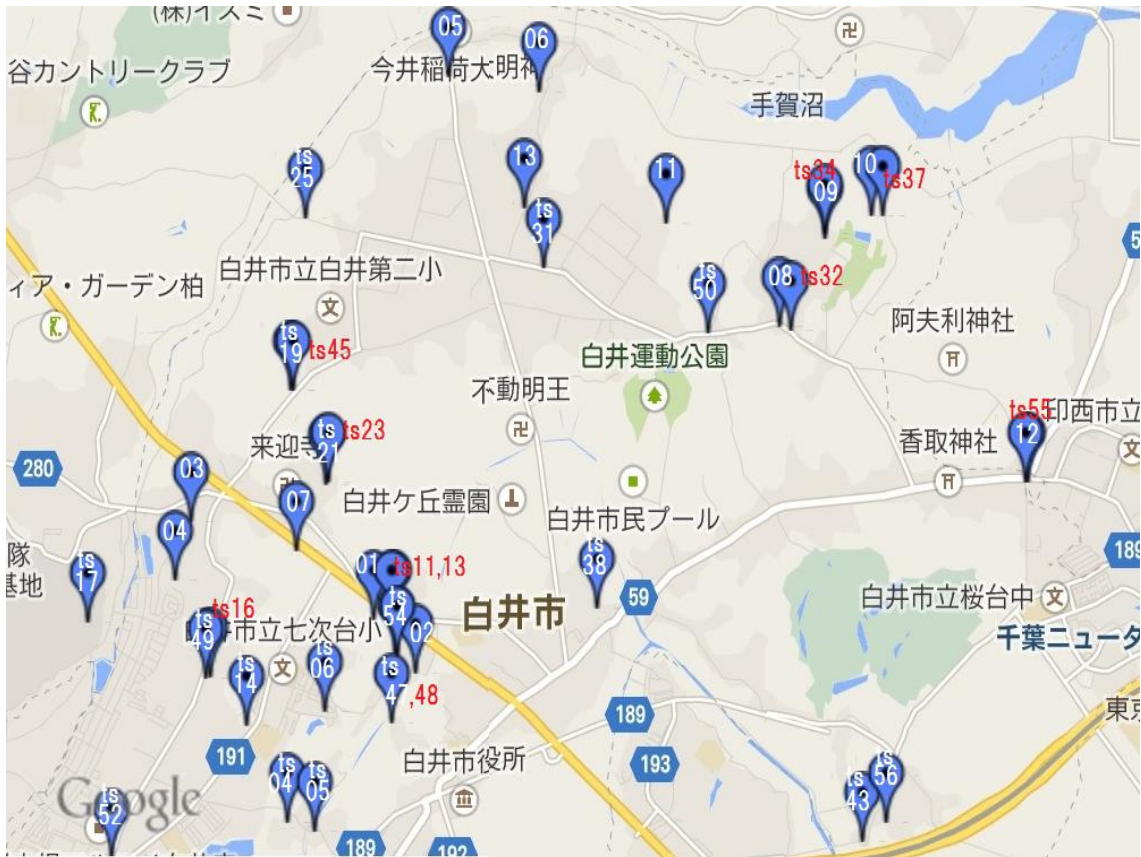 (株)イスミ
05
06
谷カントリークラブ
今井稲荷大明神
手賀沼
ts
25
13
11
ts34
09
10
ts37
ts
31
5
白井市立白井第二小
ィア・ガーデン柏
ts
50
08
ts32
阿夫利神社
ts
19
ts45
白井運動公園
不動明王
ts55
12
印西市立
ts
21
ts23
来迎寺
香取神社
280
03
07
白井ケ丘霊園
白井市民プール
04
隊
基地
ts
17
01
ts11,13
ts
38
189
59
白井市立桜台中
ts
54
白井市
02
ts16
ts
49
白井市立七次台小
千葉ニュータ
ts
06
ts
14
47,48
189
東京
191
193
白井市役所
ts
04
ts
05
ts
56
ts
43
Google
ts
52
189
192